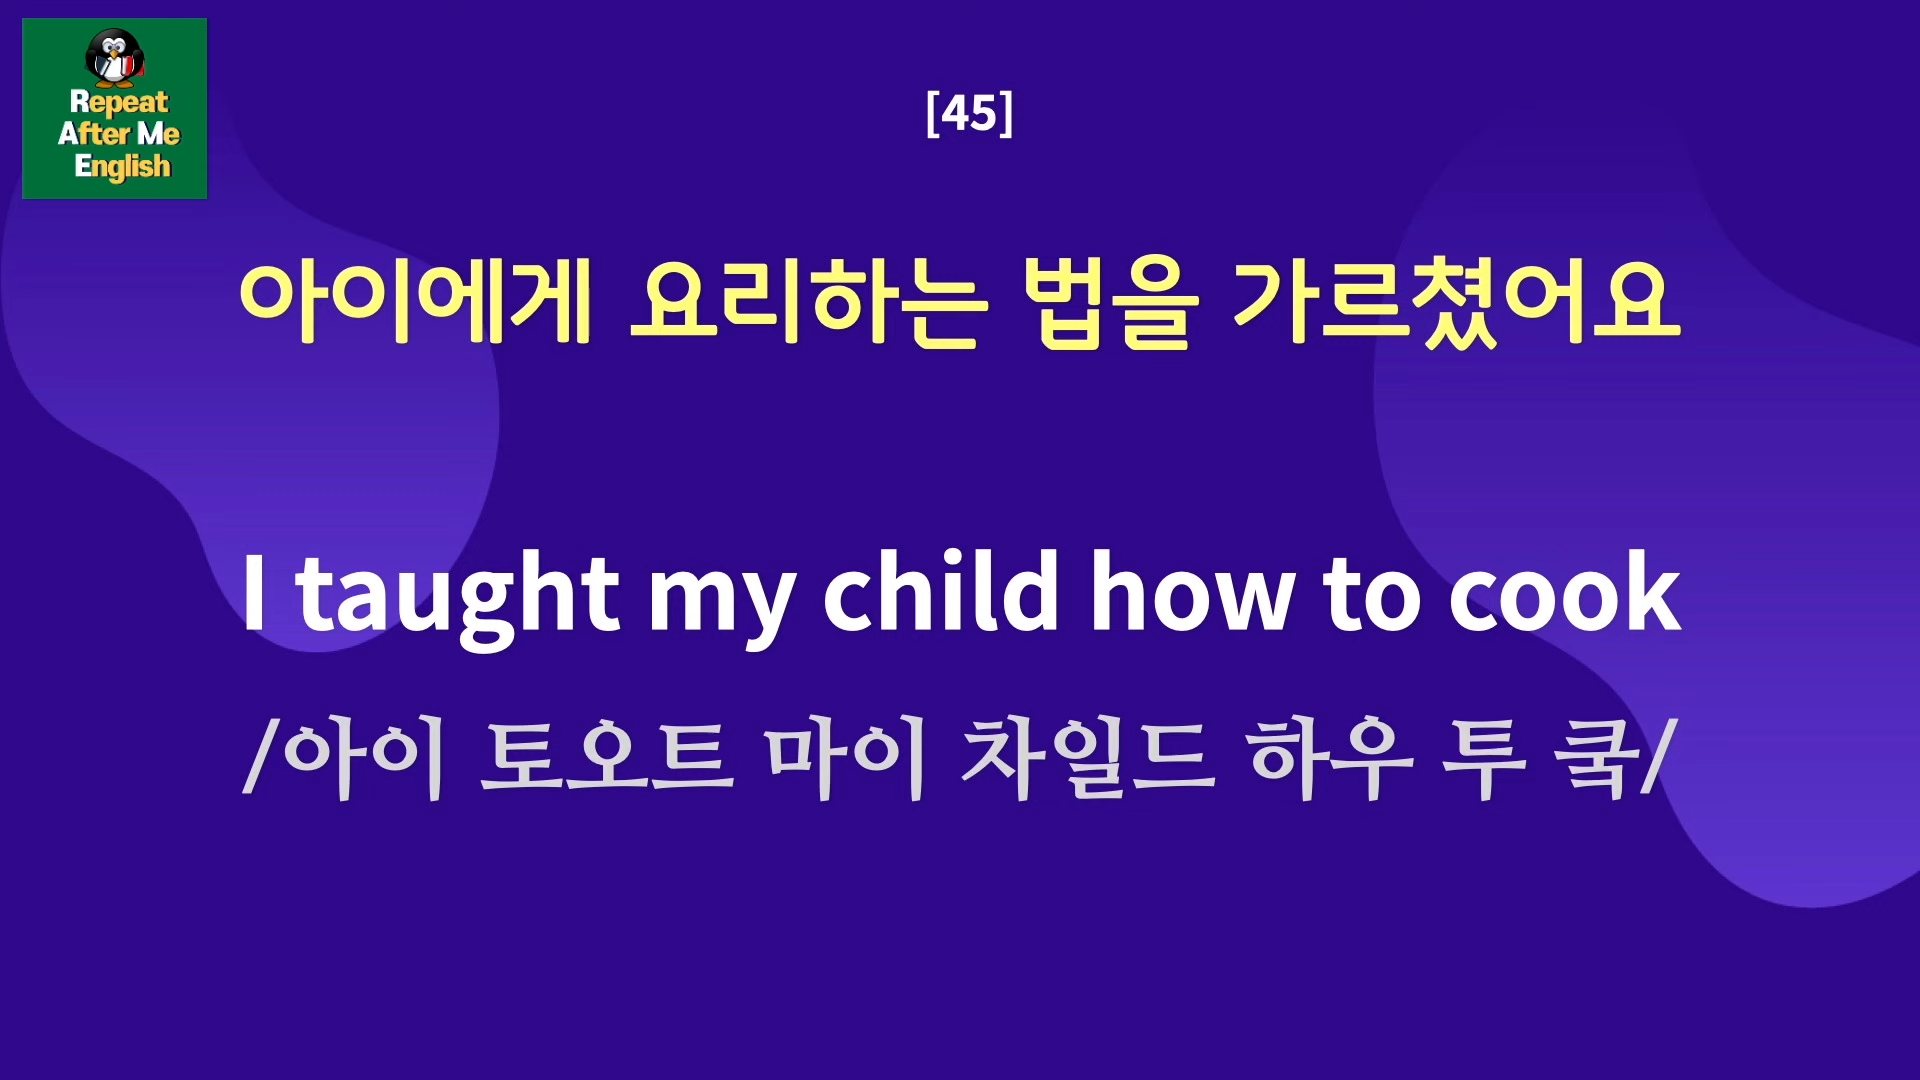 Repeat
After Me
English
[45]
아이에게 요리하는 법을 가르쳤어요
I taught my child how to cook
/아이 토오트 마이 차일드 하우 투 쿸/